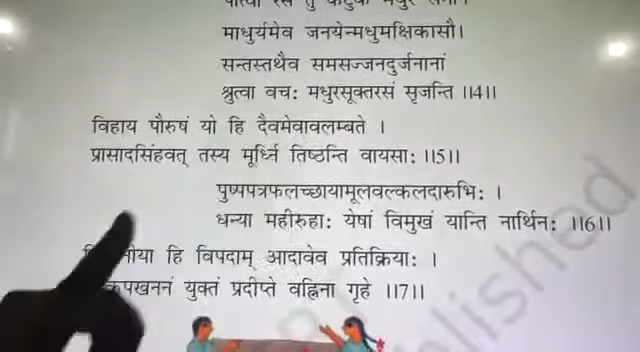 माधुर्यमेव जनयेन्मधुमक्षिकासौ।
सन्तस्तथैव समसज्जनदुर्जनानां
श्रुत्वा वचः मधुरसूक्तरसं सृजन्ति ।।4।।
विहाय पौरुषं यो हि दैवमेवावलम्बते ।
प्रासादसिंहवत् तस्य मूर्ध्नि तिष्ठन्ति वायसाः ।।5।।
पुष्पपत्रफलच्छायामूलवल्कलदारुभिः ।
धन्या महीरुहाः येषां विमुखं यान्ति नार्थिनः ।।6।।
हि विपदाम् आदावेव प्रतिक्रियाः ।
युक्तं प्रदीप्ते वह्निना गृहे ।।7।।